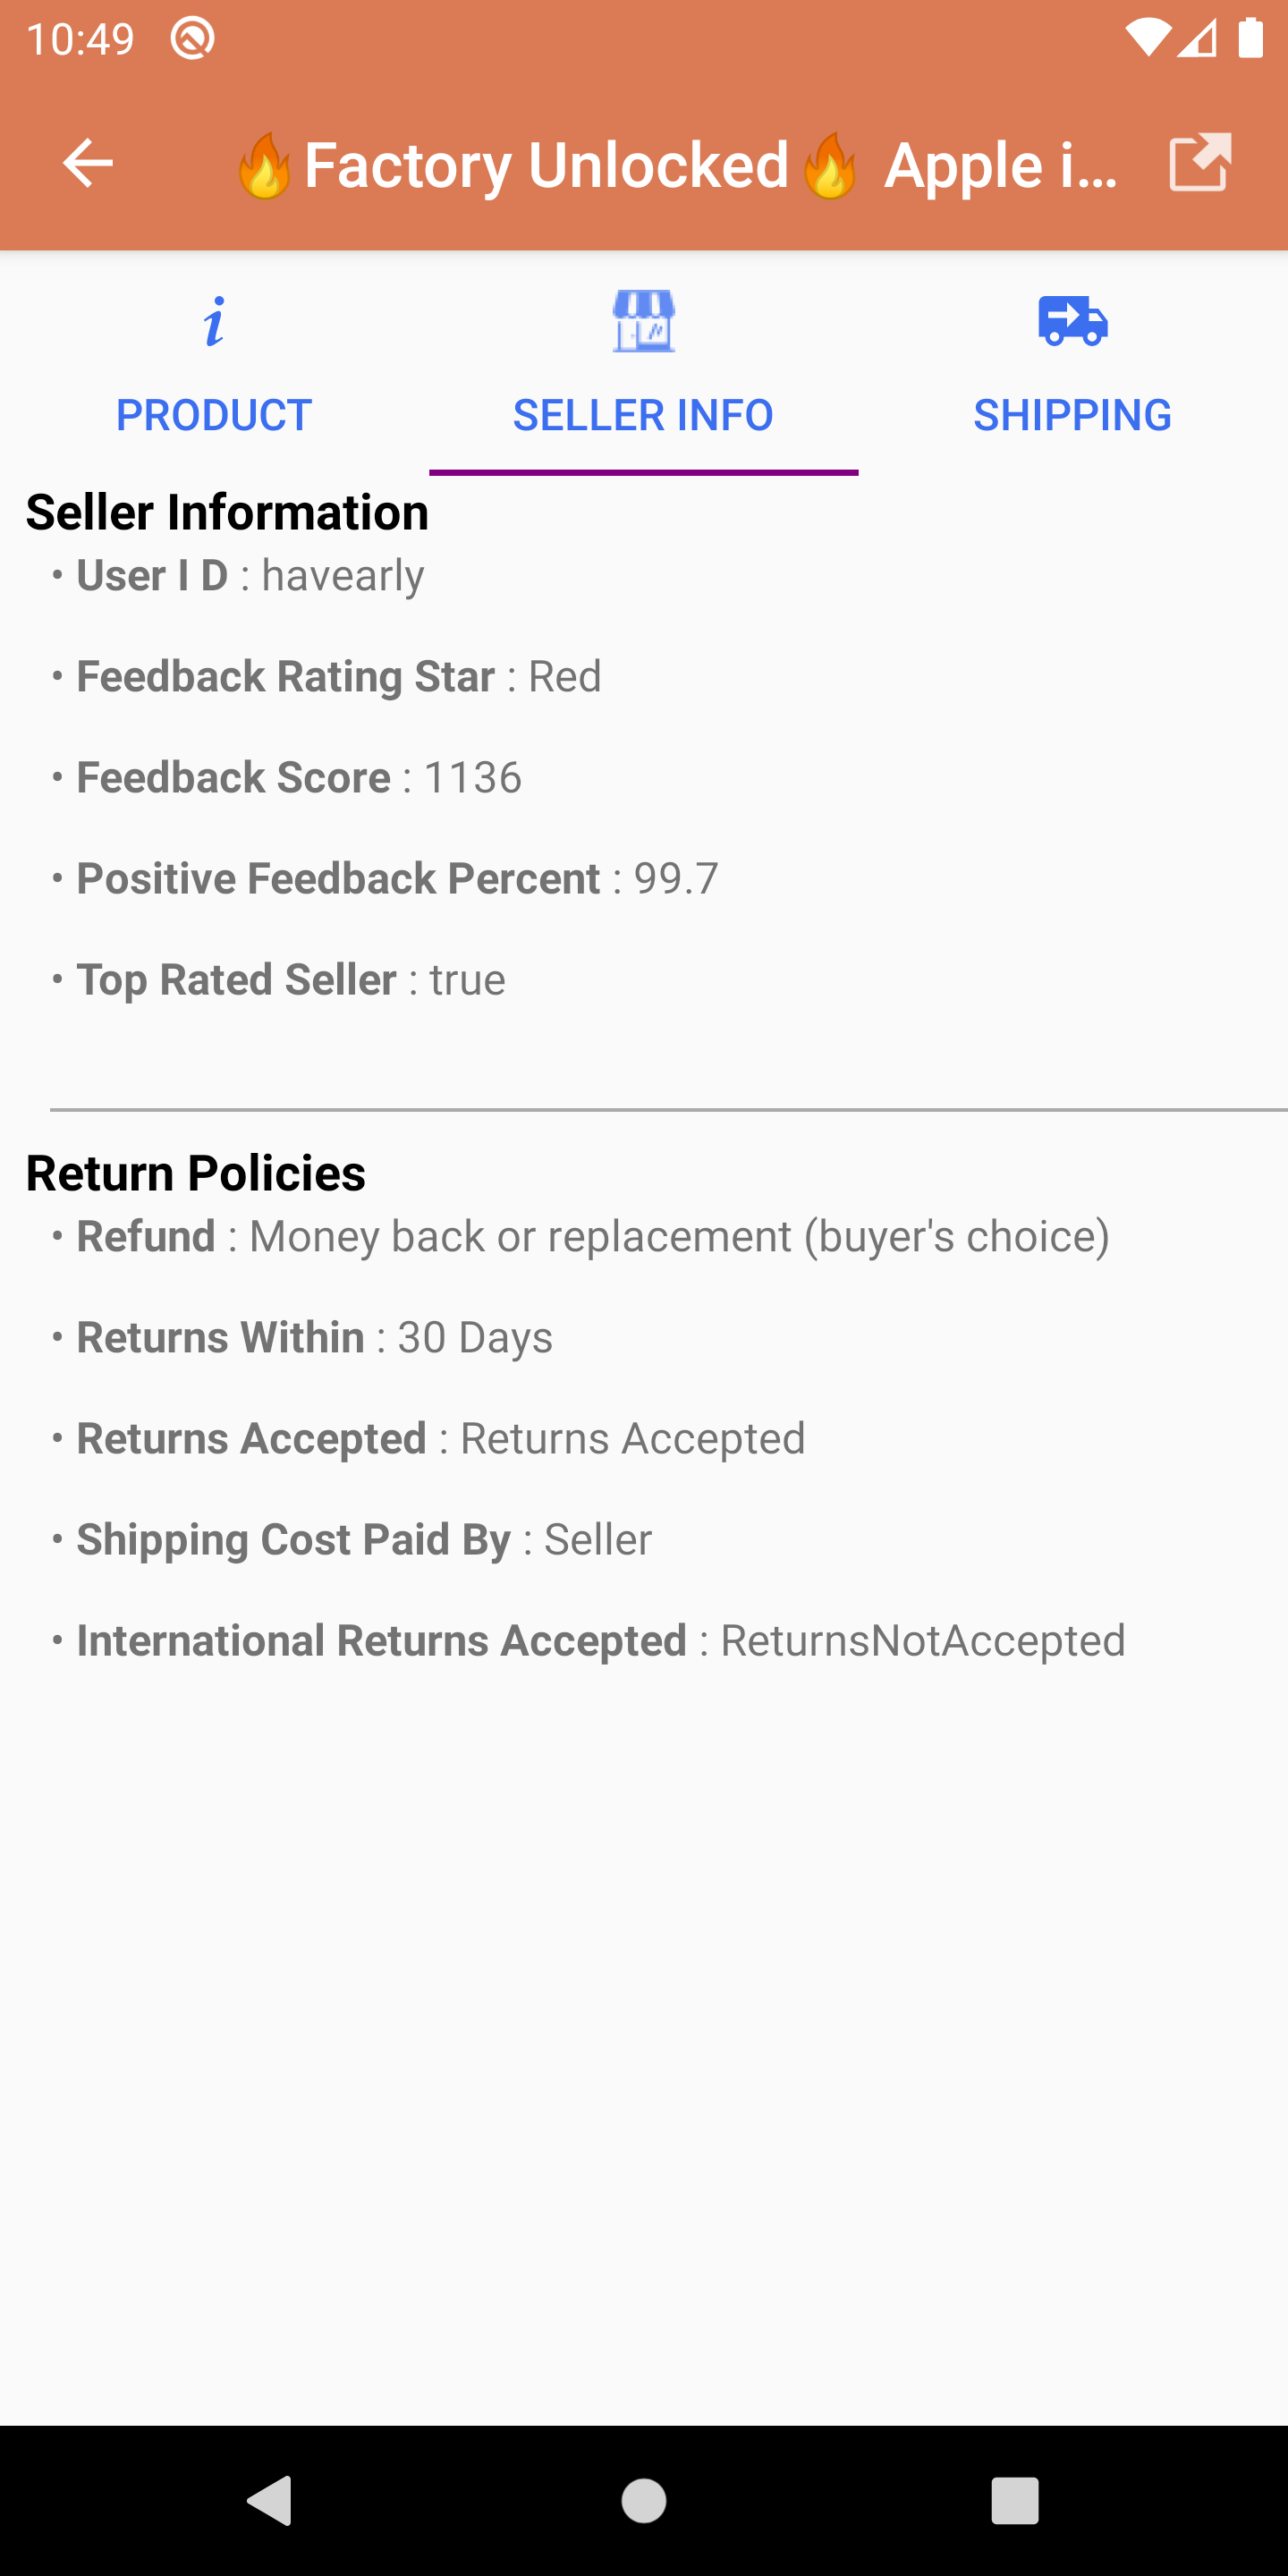 10:49
🔥Factory Unlocked🔥 Apple i...
PRODUCT
SELLER INFO
SHIPPING
Seller Information
• User I D : havearly
• Feedback Rating Star : Red
• Feedback Score : 1136
• Positive Feedback Percent : 99.7
• Top Rated Seller : true
Return Policies
• Refund : Money back or replacement (buyer's choice)
• Returns Within : 30 Days
• Returns Accepted : Returns Accepted
• Shipping Cost Paid By : Seller
• International Returns Accepted : ReturnsNotAccepted